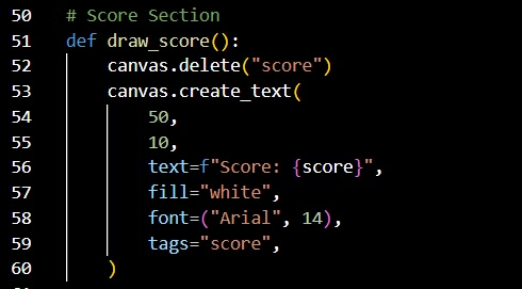 50 # Score Section
51 def draw_score():
52     canvas.delete("score")
53     canvas.create_text(
54         50,
55         10,
56         text=f"Score: {score}",
57         fill="white",
58         font=("Arial", 14),
59         tags="score",
60     )